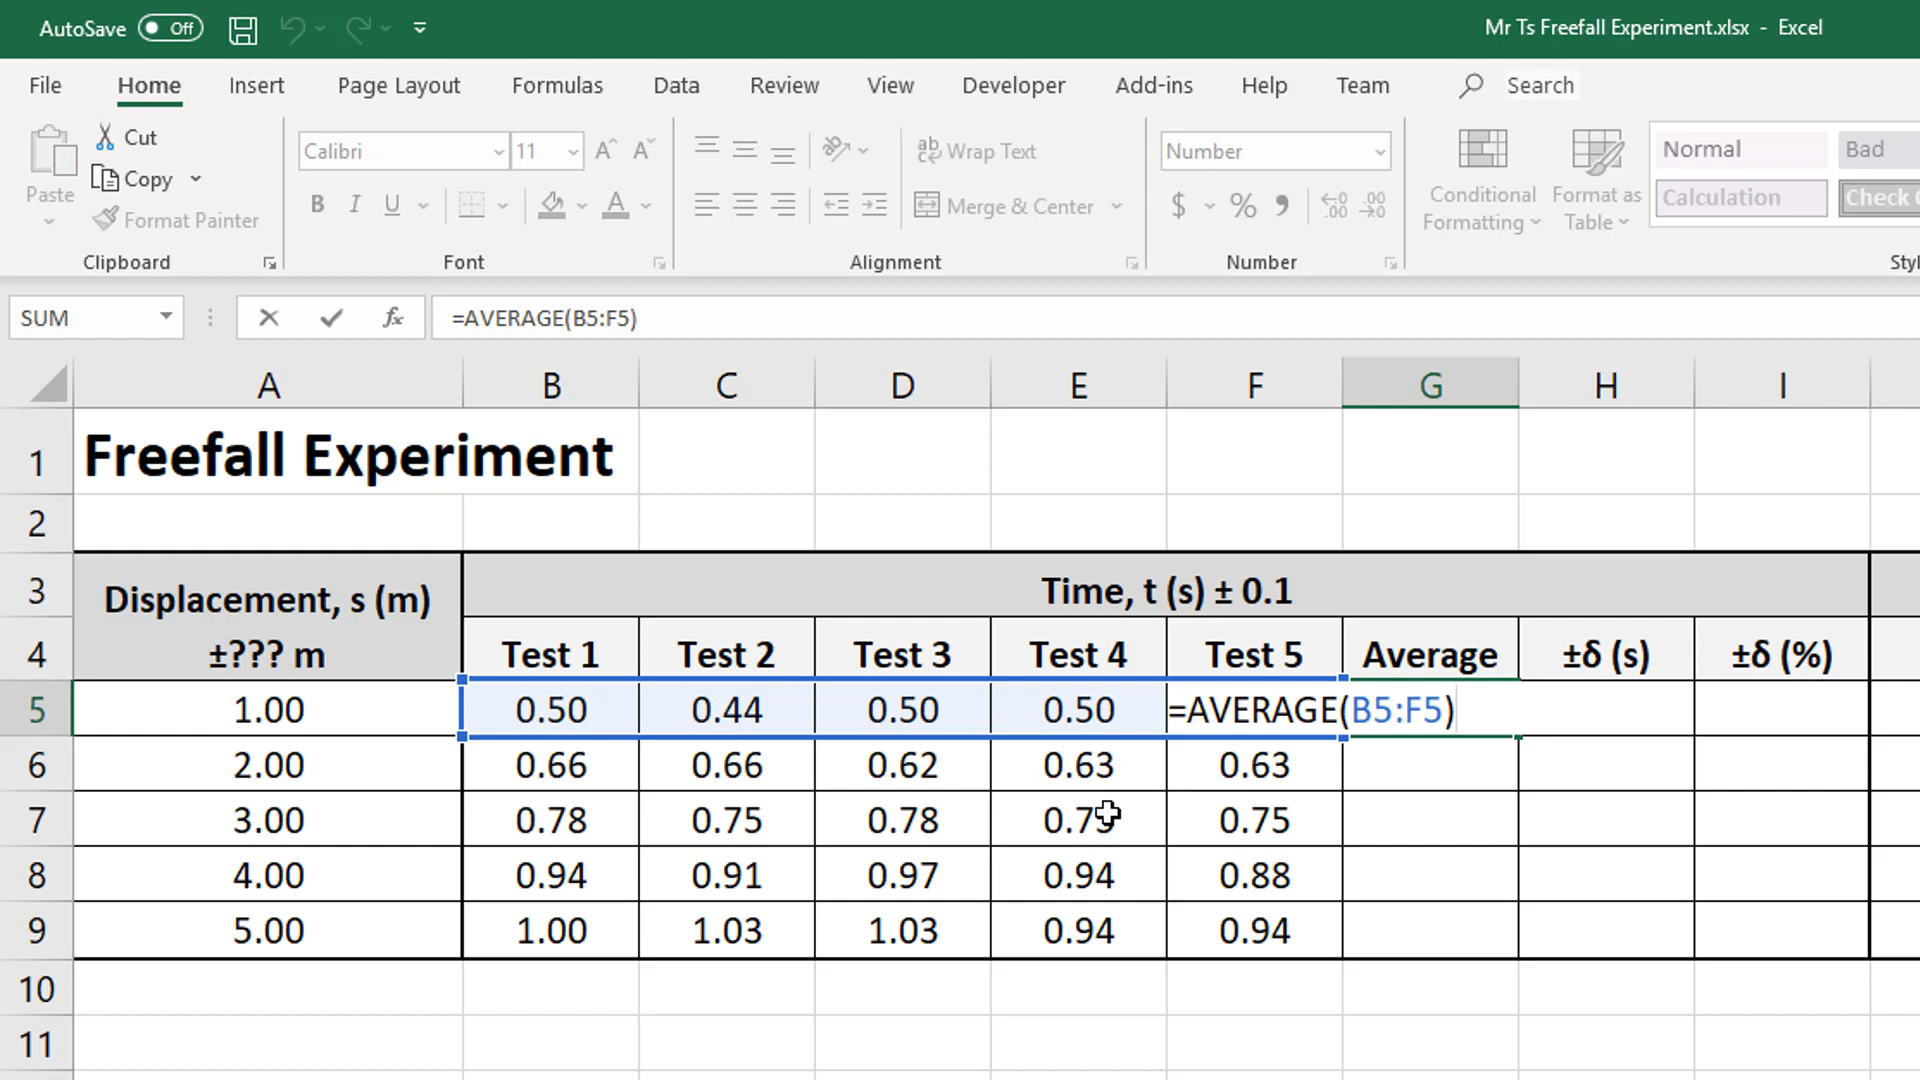 AutoSave Off Mr Ts Freefall Experiment.xlsx - Excel
File Home Insert Page Layout Formulas Data Review View Developer Add-ins Help Team Search
Paste
Cut
Copy
Format Painter
Clipboard
Calibri 11
B I U A
Font
ab Wrap Text
Merge & Center
Alignment
Number
$ % 9 .00 .00
Number
Conditional Formatting
Format as Table
Normal Bad
Calculation Check
SUM fx =AVERAGE(B5:F5)
A B C D E F G H I
1 Freefall Experiment
2
3 Displacement, s (m) Time, t (s) ± 0.1
4 ±??? m Test 1 Test 2 Test 3 Test 4 Test 5 Average ±δ (s) ±δ (%)
5 1.00 0.50 0.44 0.50 0.50 =AVERAGE(B5:F5)
6 2.00 0.66 0.66 0.62 0.63 0.63
7 3.00 0.78 0.75 0.78 0.75
8 4.00 0.94 0.91 0.97 0.94 0.88
9 5.00 1.00 1.03 1.03 0.94 0.94
10
11